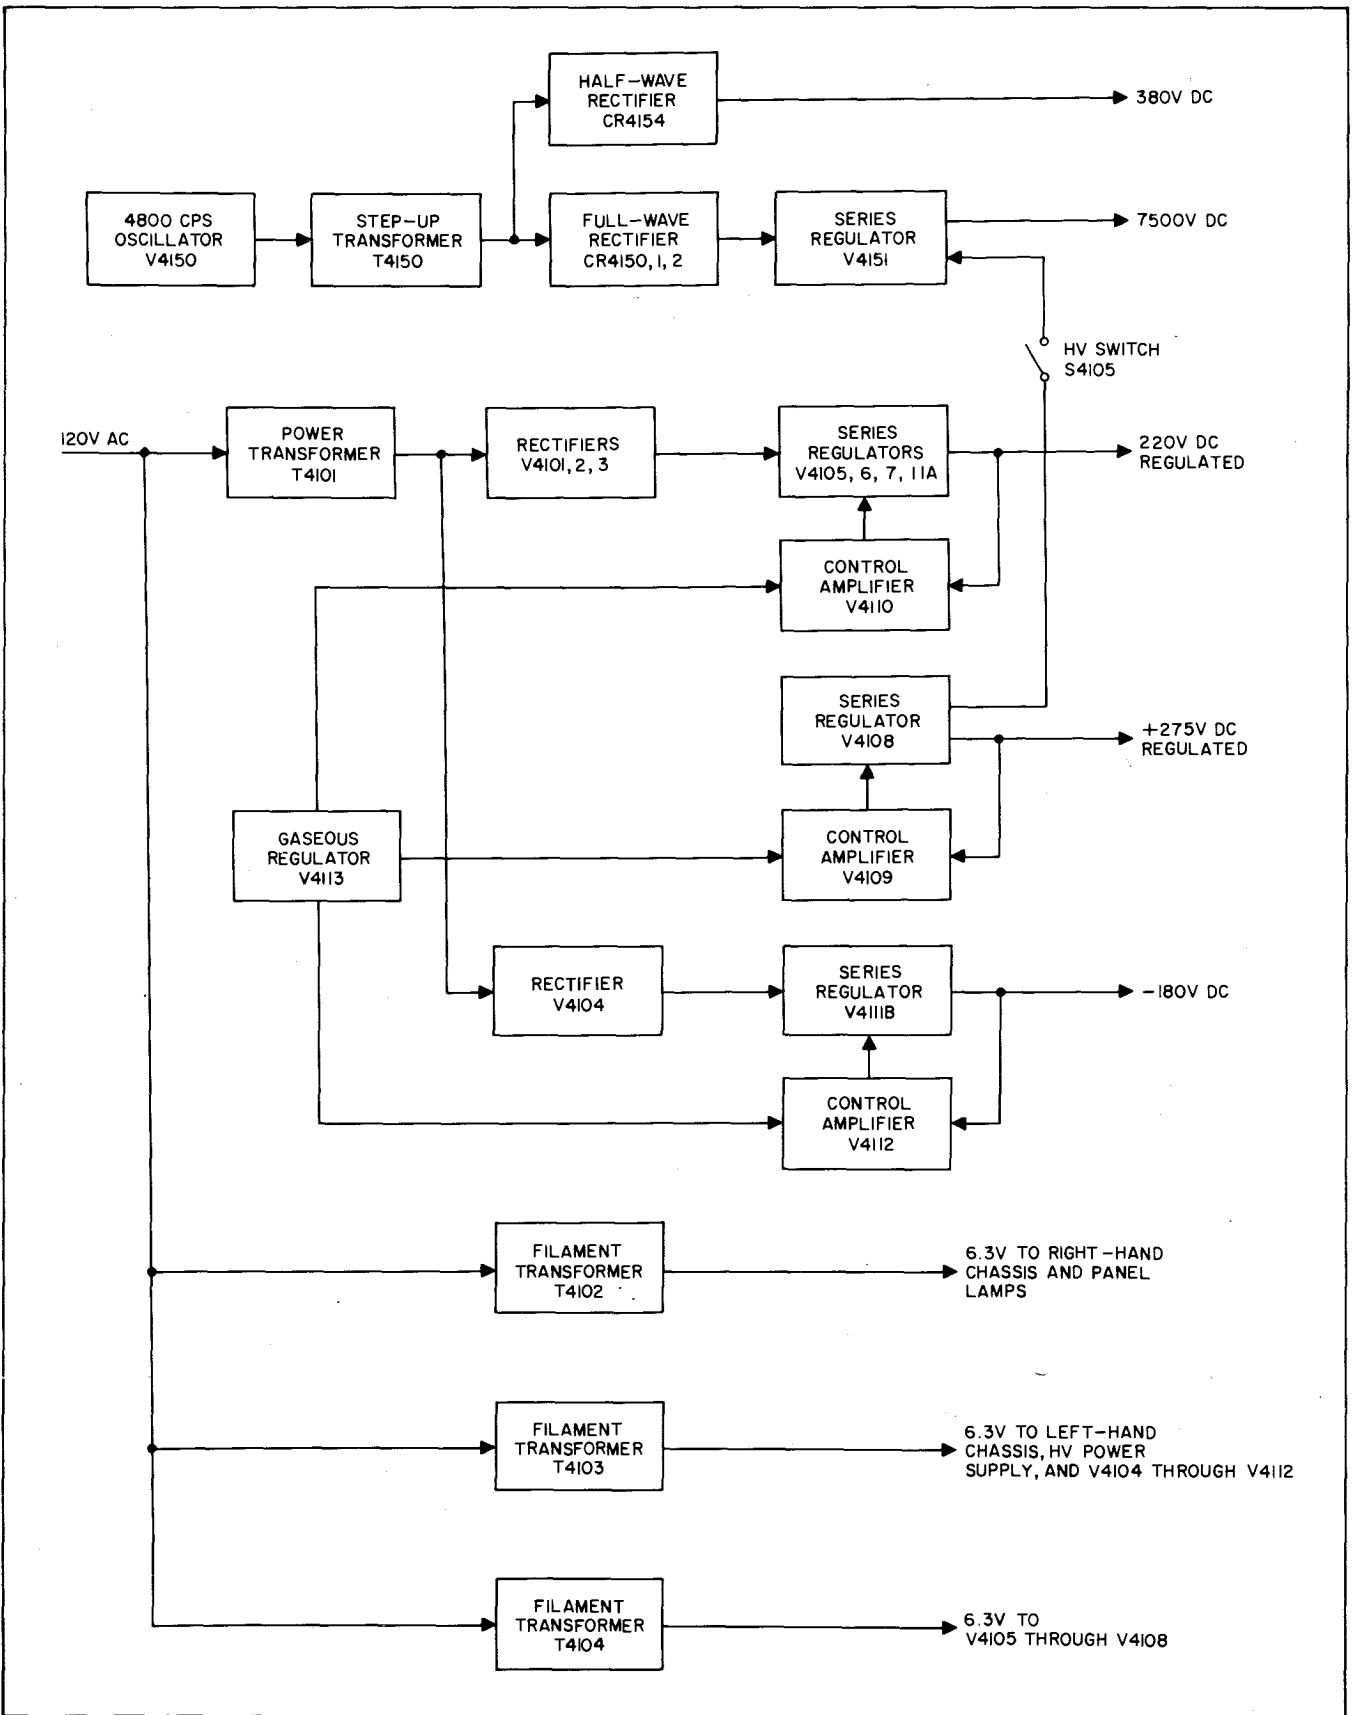 HALF-WAVE
RECTIFIER
CR4154
380V DC
4800 CPS
OSCILLATOR
V4150
STEP-UP
TRANSFORMER
T4150
FULL-WAVE
RECTIFIER
CR4150, 1, 2
SERIES
REGULATOR
V4151
7500V DC
HV SWITCH
S4105
120V AC
POWER
TRANSFORMER
T4101
RECTIFIERS
V4101, 2, 3
SERIES
REGULATORS
V4105, 6, 7, 11A
220V DC
REGULATED
CONTROL
AMPLIFIER
V4110
SERIES
REGULATOR
V4108
+275V DC
REGULATED
GASEOUS
REGULATOR
V4113
CONTROL
AMPLIFIER
V4109
RECTIFIER
V4104
SERIES
REGULATOR
V4111B
-180V DC
CONTROL
AMPLIFIER
V4112
FILAMENT
TRANSFORMER
T4102
6.3V TO RIGHT-HAND
CHASSIS AND PANEL
LAMPS
FILAMENT
TRANSFORMER
T4103
6.3V TO LEFT-HAND
CHASSIS, HV POWER
SUPPLY, AND V4104 THROUGH V4112
FILAMENT
TRANSFORMER
T4104
6.3V TO
V4105 THROUGH V4108